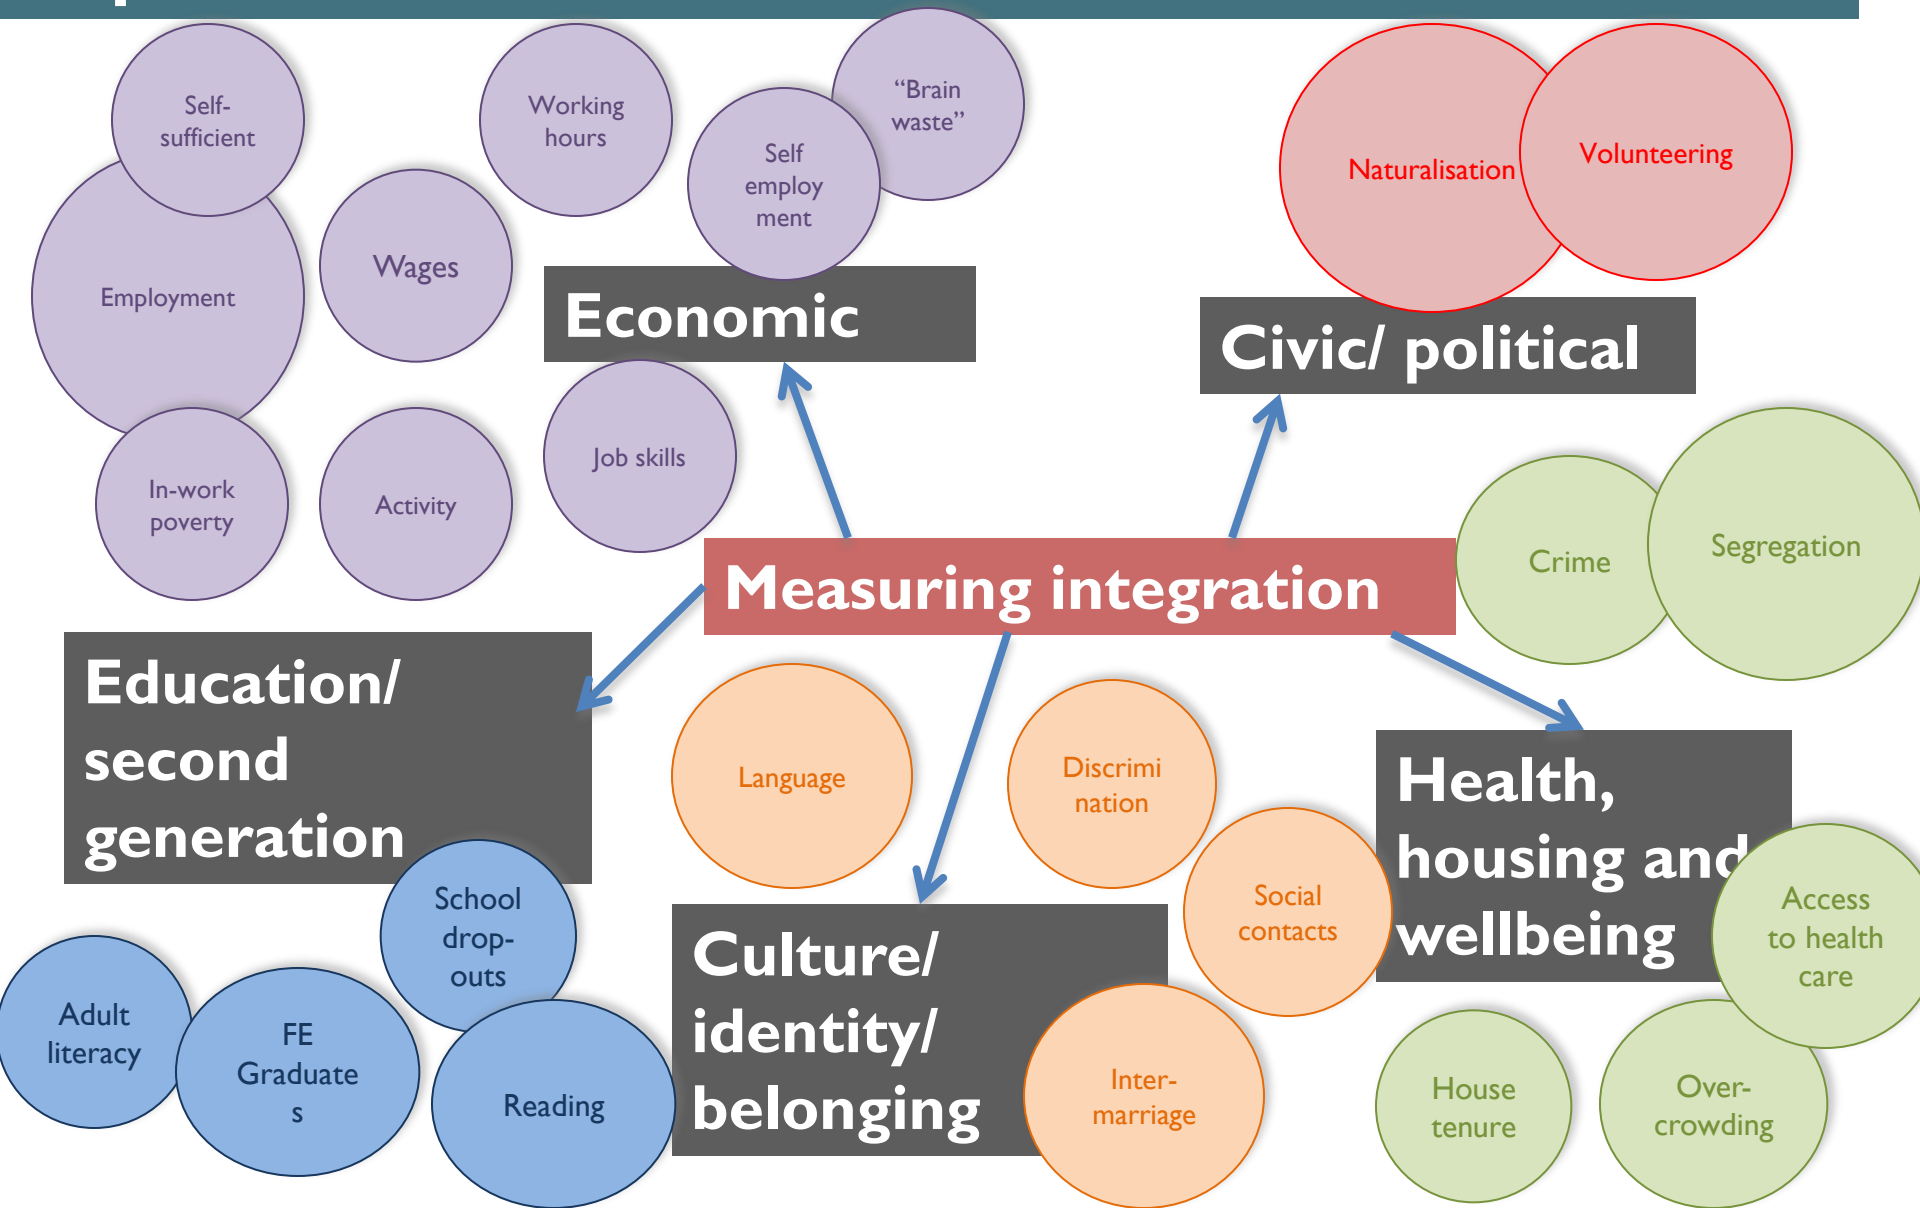 Self-
sufficient
Working
hours
“Brain
waste”
Self
employ
ment
Wages
Employment
Economic
In-work
poverty
Activity
Job skills
Naturalisation
Volunteering
Civic/ political
Crime
Segregation
Measuring integration
Education/
second
generation
School
drop-
outs
Adult
literacy
FE
Graduate
s
Reading
Language
Discrimi
nation
Social
contacts
Culture/
identity/
belonging
Inter-
marriage
Health,
housing and
wellbeing
Access
to health
care
House
tenure
Over-
crowding